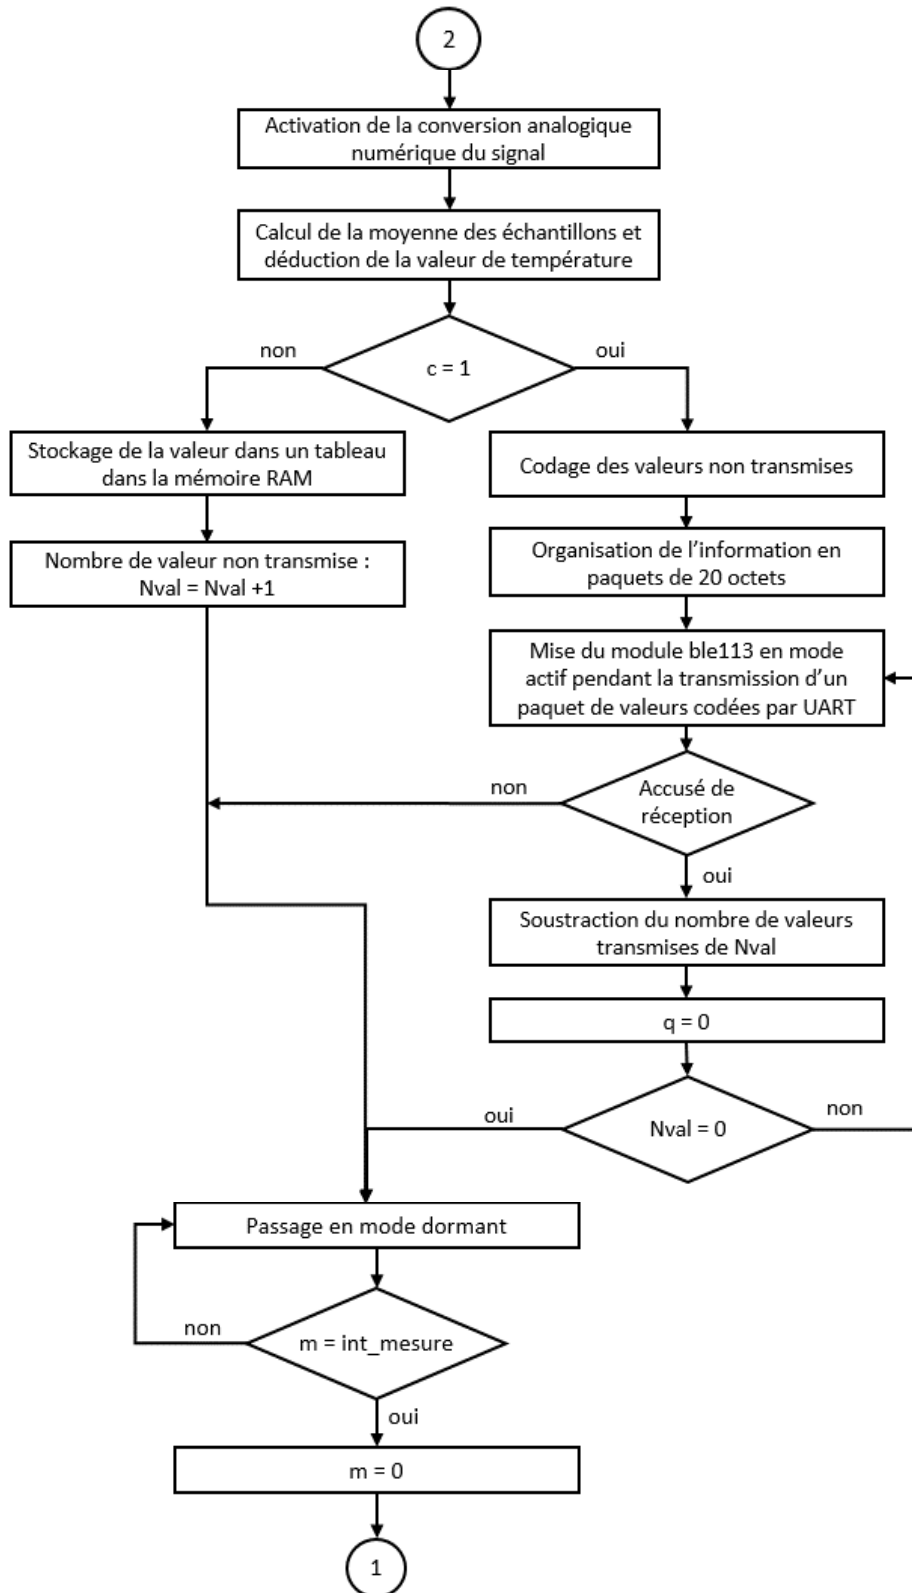 2
Activation de la conversion analogique
numérique du signal
Calcul de la moyenne des échantillons et
déduction de la valeur de température
non
c = 1
oui
Stockage de la valeur dans un tableau
dans la mémoire RAM
Nombre de valeur non transmise :
Nval = Nval +1
Codage des valeurs non transmises
Organisation de l’information en
paquets de 20 octets
Mise du module ble113 en mode
actif pendant la transmission d’un
paquet de valeurs codées par UART
non
Accusé de
réception
oui
Soustraction du nombre de valeurs
transmises de Nval
q = 0
oui
Nval = 0
non
Passage en mode dormant
non
m = int_mesure
oui
m = 0
1